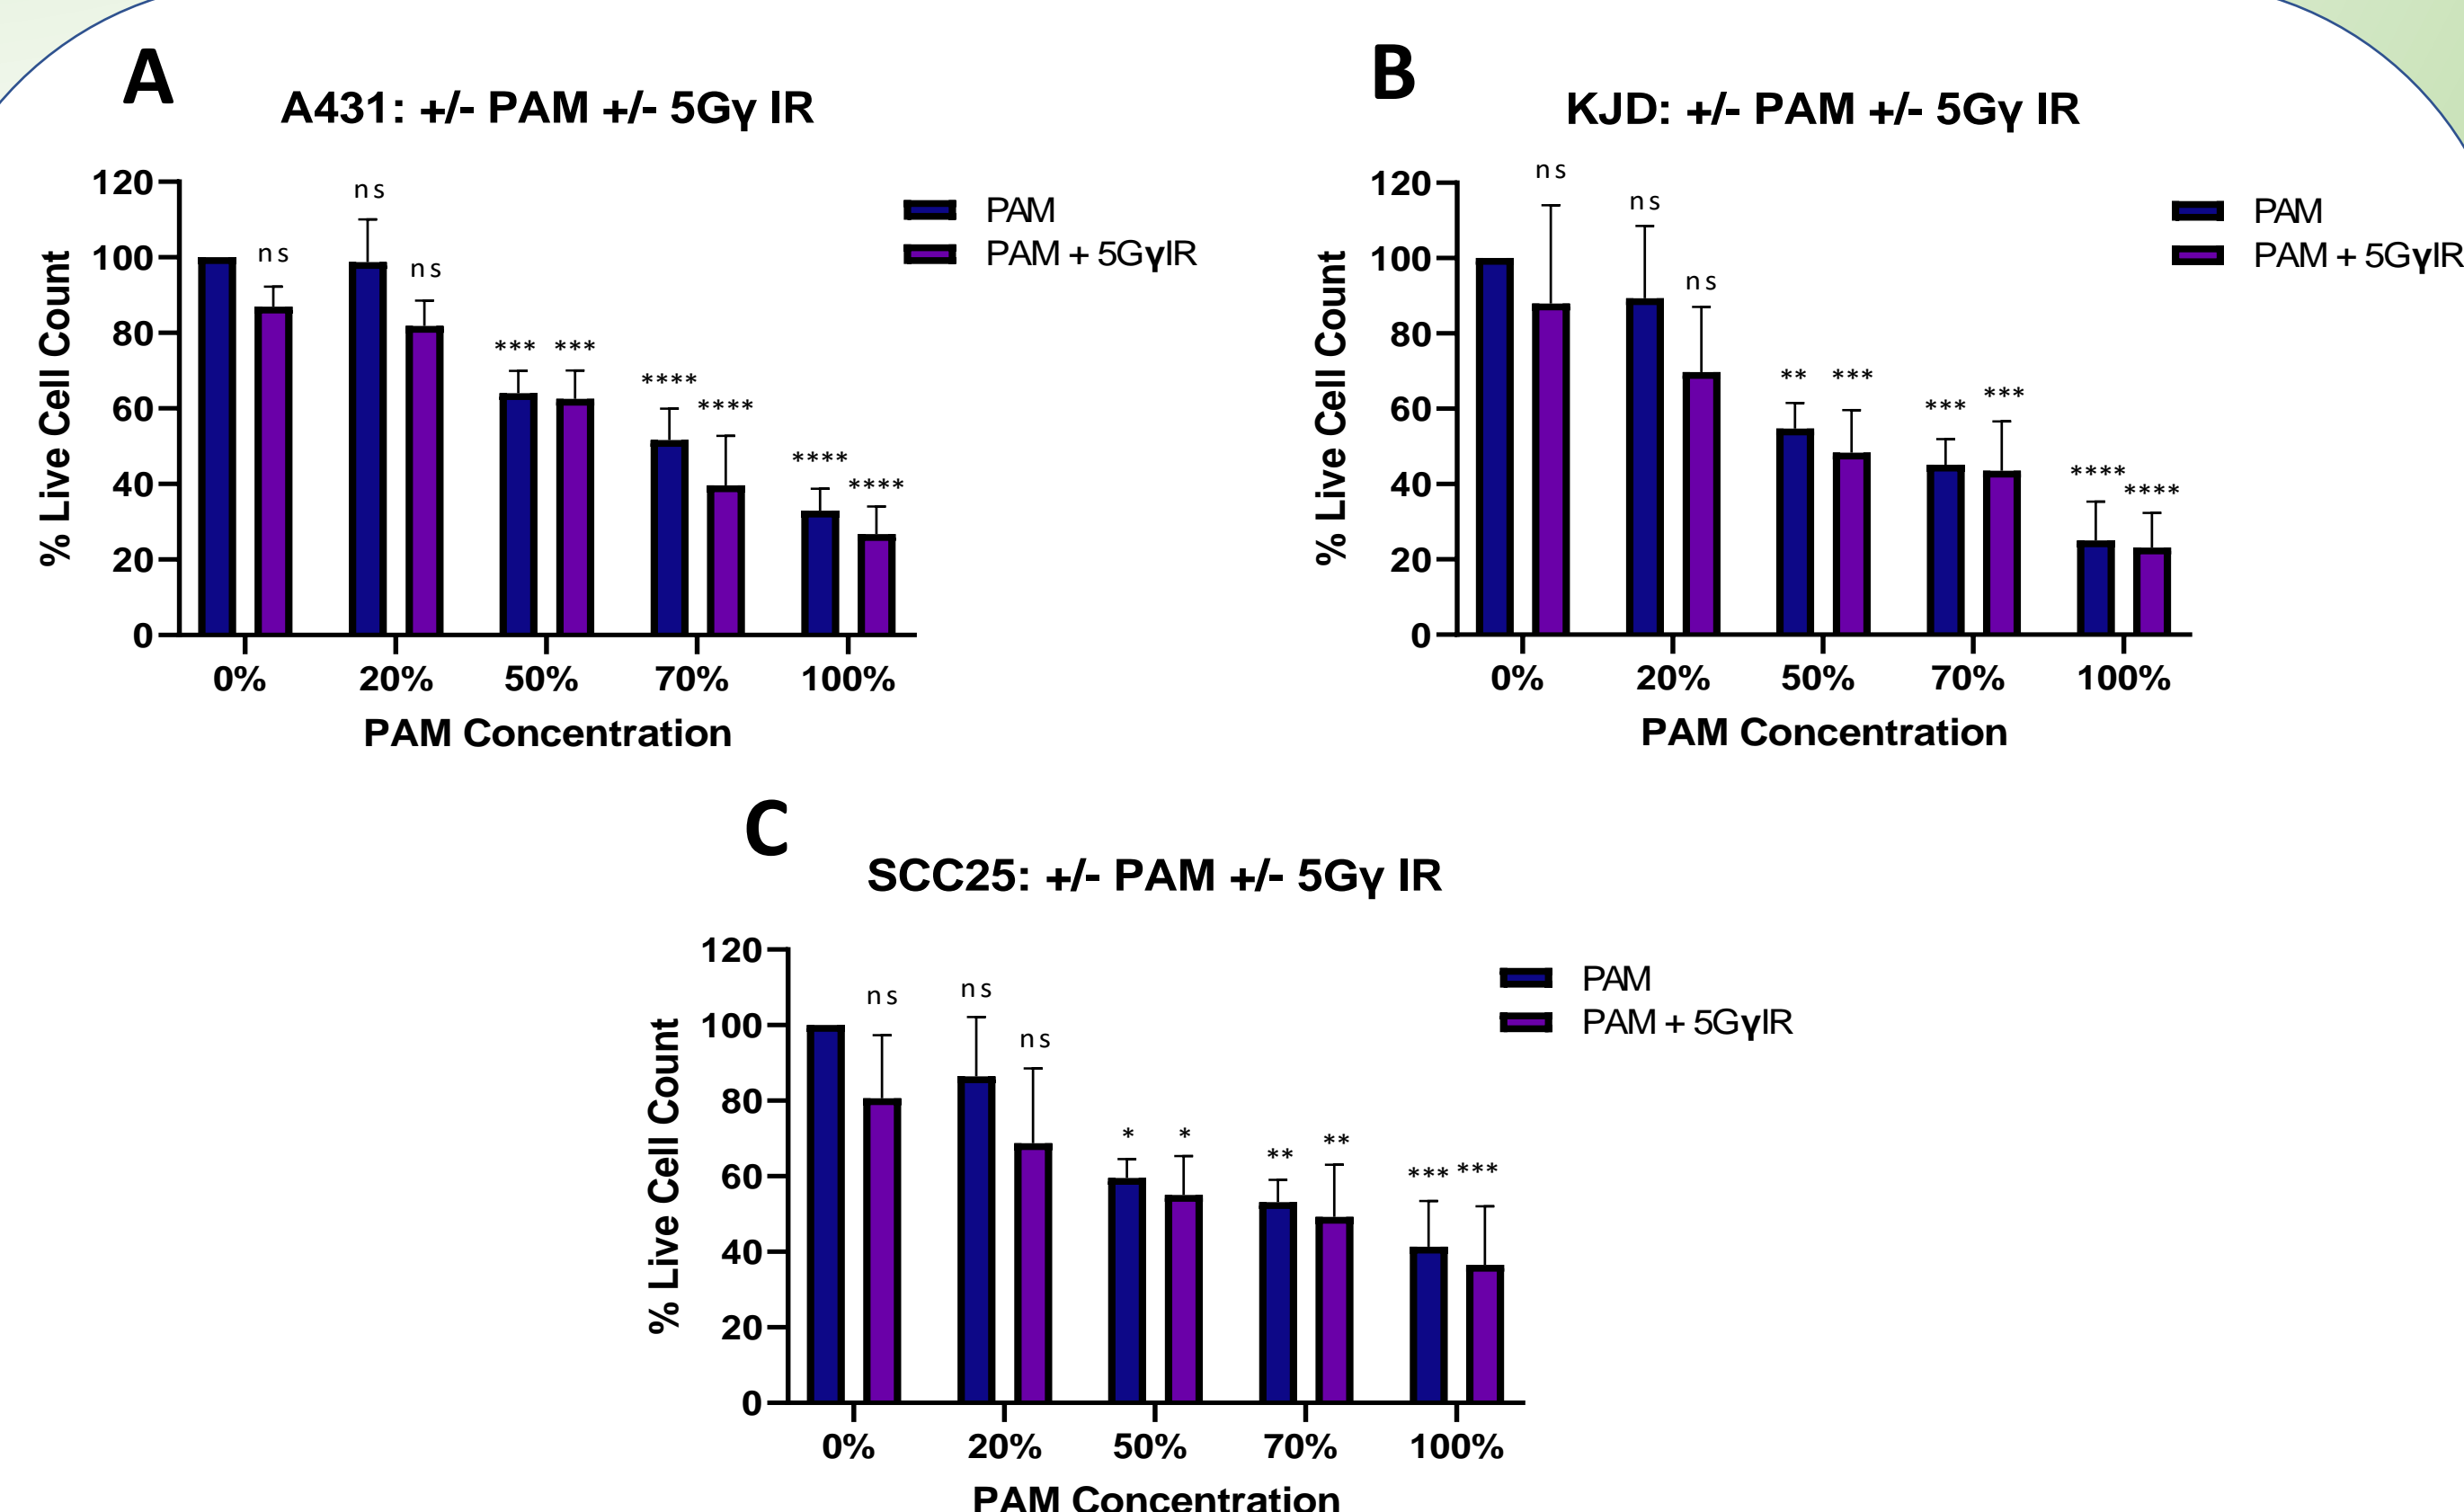 A
A431: +/- PAM +/- 5Gγ IR
% Live Cell Count
120
100
80
60
40
20
0
ns
ns
ns
***
***
****
****
****
****
0%
20%
50%
70%
100%
PAM Concentration
PAM
PAM + 5GγIR
B
KJD: +/- PAM +/- 5Gγ IR
% Live Cell Count
120
100
80
60
40
20
0
ns
ns
ns
**
***
***
***
****
****
0%
20%
50%
70%
100%
PAM Concentration
PAM
PAM + 5GγIR
C
SCC25: +/- PAM +/- 5Gγ IR
% Live Cell Count
120
100
80
60
40
20
0
ns
ns
ns
*
*
**
**
***
***
0%
20%
50%
70%
100%
PAM Concentration
PAM
PAM + 5GγIR